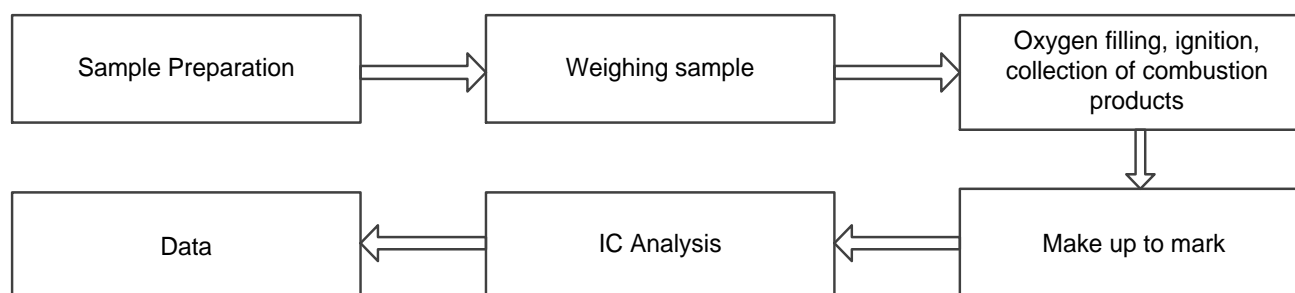 Sample Preparation
Weighing sample
Oxygen filling, ignition,
collection of combustion
products
Make up to mark
IC Analysis
Data